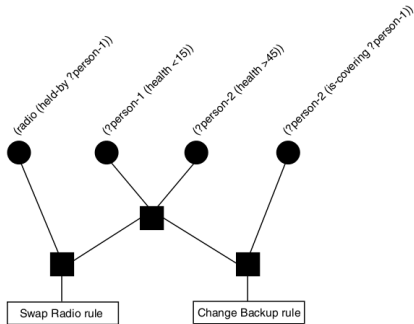 (radio (held-by ?person-1))
(?person-1 (health <15))
(?person-2 (health >45))
(?person-2 (is-covering ?person-1))
Swap Radio rule
Change Backup rule